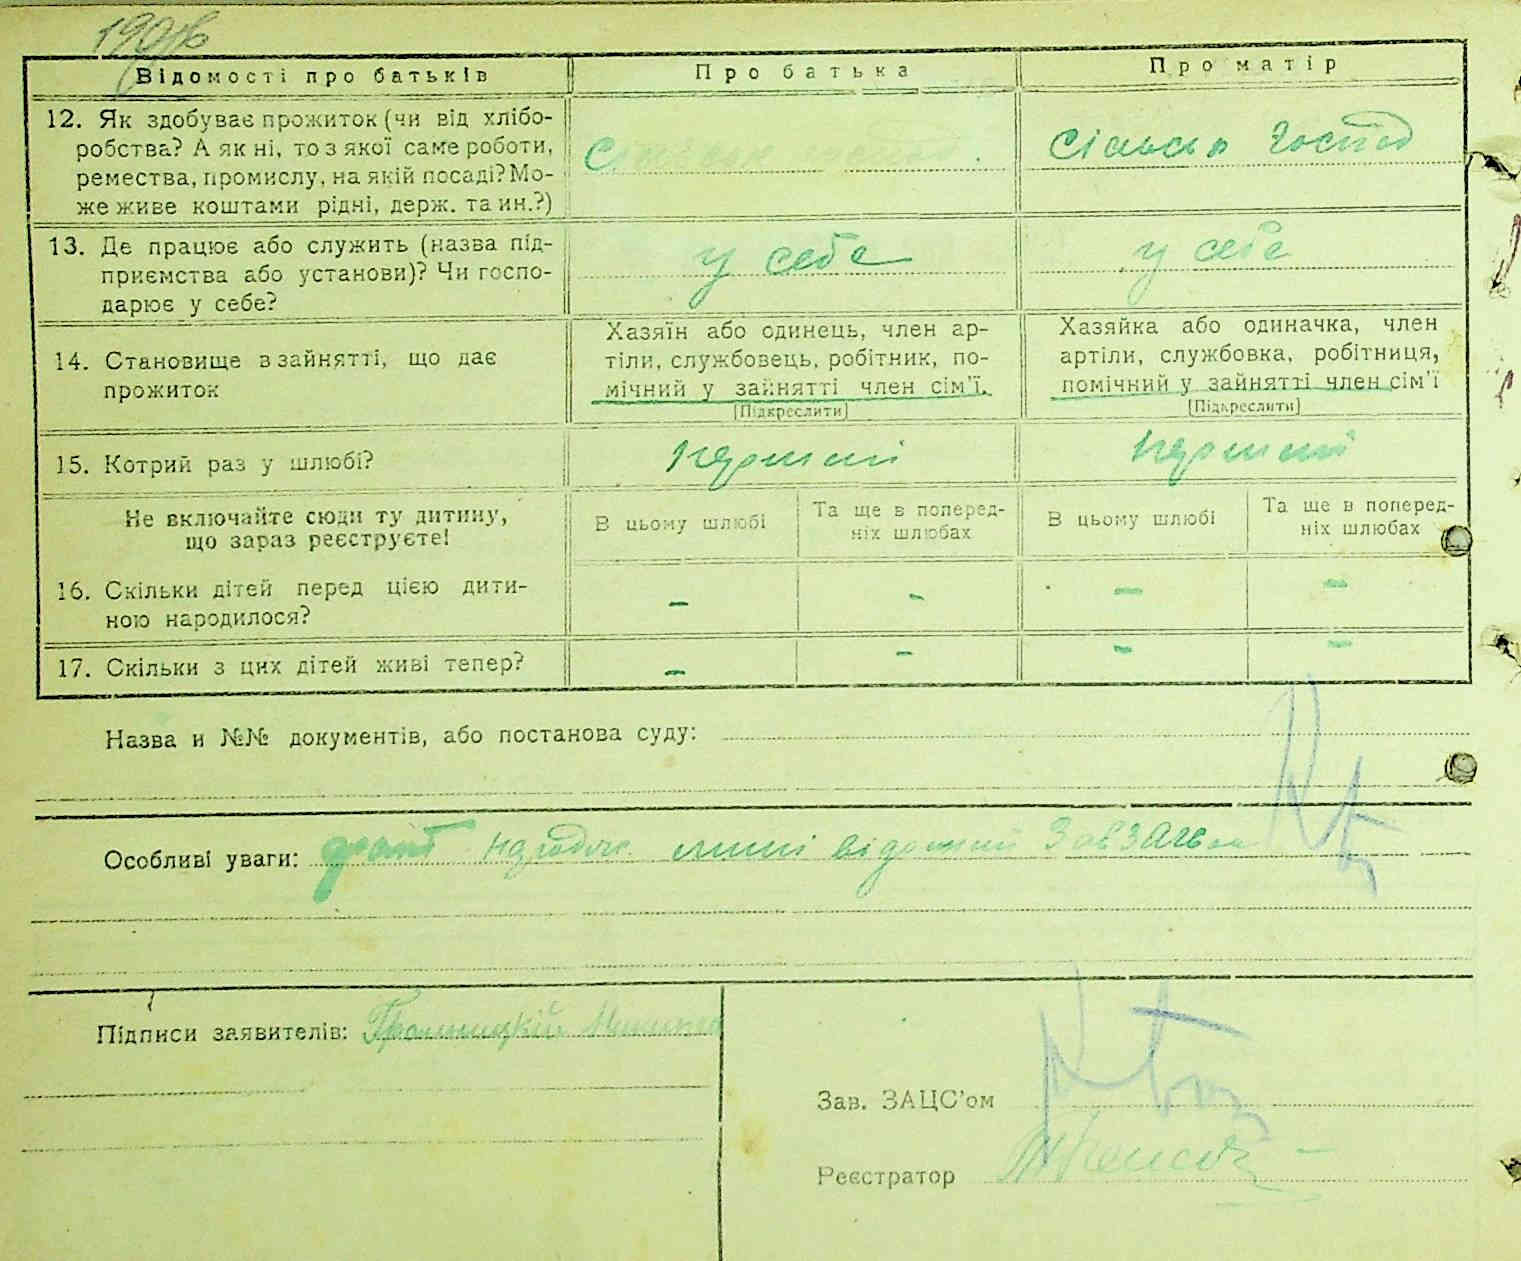 Відомості про батьків
Про батька
Про матір
12. Як здобуває прожиток (чи від хлібо-
робства? А як ні, то з якої саме роботи,
ремества, промислу, на якій посаді? Мо-
же живе коштами рідні, держ. та ин.?)
Сільськ господ
13. Де працює або служить (назва під-
приємства або установи)? Чи госпо-
дарює у себе?
у себе
у себе
14. Становище в зайнятті, що дає
прожиток
Хазяїн або одинець, член ар-
тіли, службовець, робітник, по-
мічний у зайнятті член сім'ї.
[Підкреслити]
Хазяйка або одиначка, член
артіли, службовка, робітниця,
помічний у зайнятті член сім'ї
[Підкреслити]
15. Котрий раз у шлюбі?
перший
перший
Не включайте сюди ту дитину,
що зараз реєструєте!
В цьому шлюбі
Та ще в поперед-
ніх шлюбах
В цьому шлюбі
Та ще в поперед-
ніх шлюбах
16. Скільки дітей перед цією дити-
ною народилося?
–
–
–
–
17. Скільки з цих дітей живі тепер?
–
–
–
–
Назва и №№ документів, або постанова суду:
Особливі уваги:
Підписи заявителів:
Зав. ЗАЦС'ом
Реєстратор